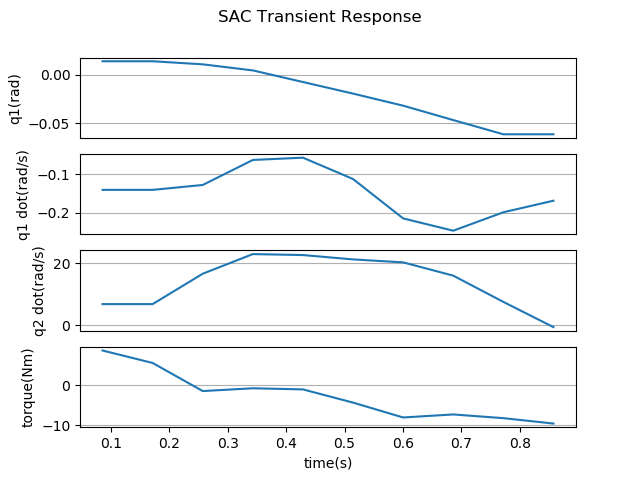 SAC Transient Response
q1(rad)
0.00
−0.05
q1 dot(rad/s)
−0.1
−0.2
q2 dot(rad/s)
20
0
torque(Nm)
0
−10
0.1 0.2 0.3 0.4 0.5 0.6 0.7 0.8
time(s)